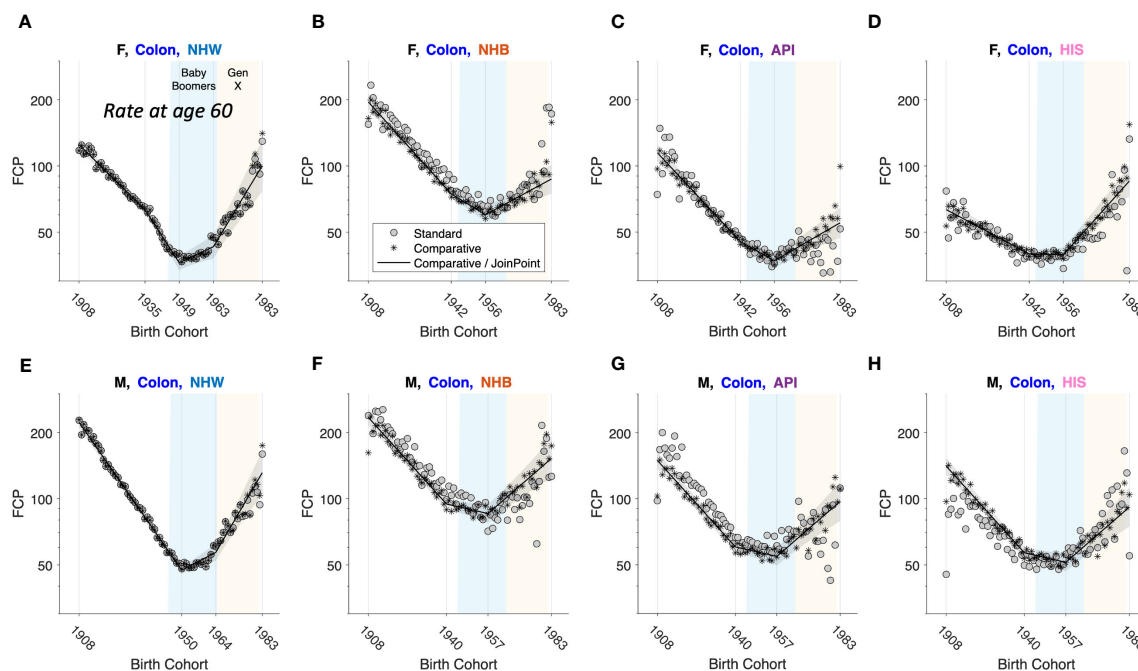 A
F, Colon, NHW
Baby
Boomers
Gen
X
Rate at age 60
200
100
50
FCP
1908
1935
1949
1963
1983
Birth Cohort
B
F, Colon, NHB
200
100
50
FCP
Standard
Comparative
Comparative / JoinPoint
1908
1942
1956
1983
Birth Cohort
C
F, Colon, API
200
100
50
FCP
1908
1942
1956
1983
Birth Cohort
D
F, Colon, HIS
200
100
50
FCP
1908
1942
1956
1983
Birth Cohort
E
M, Colon, NHW
200
100
50
FCP
1908
1950
1964
1983
Birth Cohort
F
M, Colon, NHB
200
100
50
FCP
1908
1940
1957
1983
Birth Cohort
G
M, Colon, API
200
100
50
FCP
1908
1940
1957
1983
Birth Cohort
H
M, Colon, HIS
200
100
50
FCP
1908
1940
1957
1983
Birth Cohort